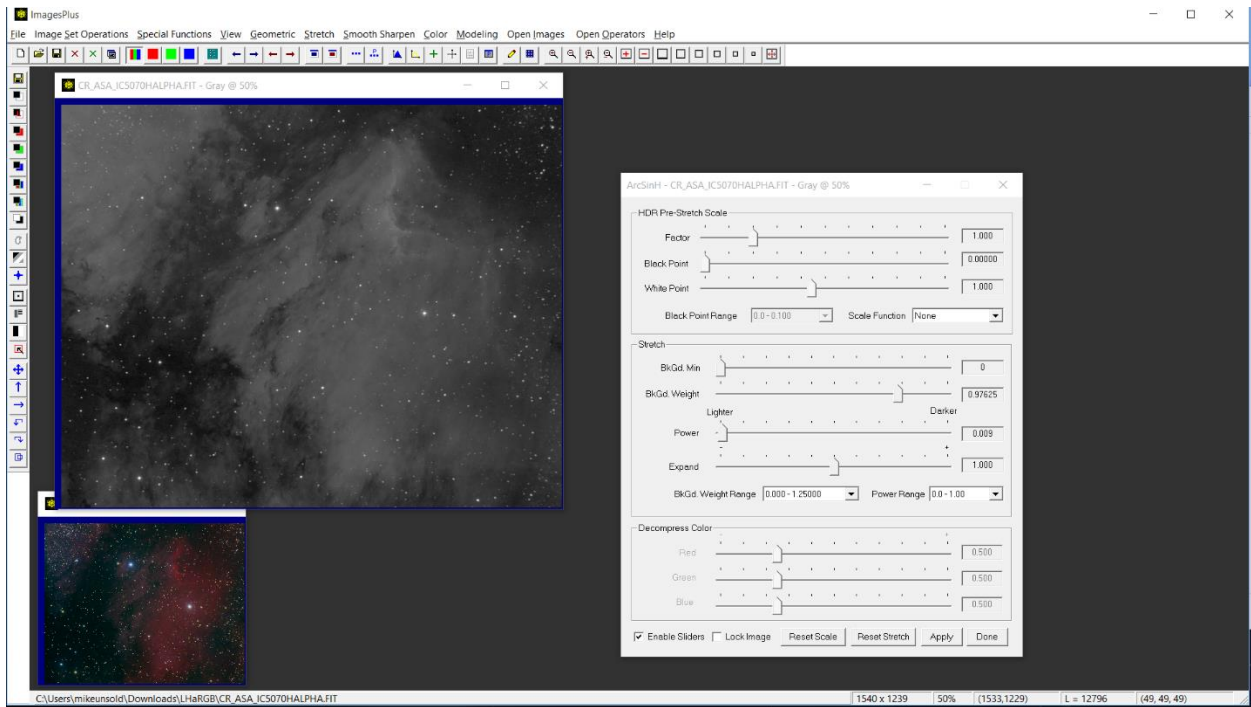 ImagesPlus
File Image Set Operations Special Functions View Geometric Stretch Smooth Sharpen Color Modeling Open Images Open Operators Help
CR_ASA_IC5070HALPHA.FIT - Gray @ 50%
ArcSinH - CR_ASA_IC5070HALPHA.FIT - Gray @ 50%
HDR Pre-Stretch Scale
Factor 1.000
Black Point 0.00000
White Point 1.000
Black Point Range 0.0 - 0.100 Scale Function None
Stretch
BkGd. Min 0
BkGd. Weight 0.97625
Lighter Darker
Power 0.009
- +
Expand 1.000
BkGd. Weight Range 0.000 - 1.25000 Power Range 0.0 - 1.00
Decompress Color
- +
Red 0.500
Green 0.500
Blue 0.500
Enable Sliders Lock Image Reset Scale Reset Stretch Apply Done
C:\Users\mikeunsold\Downloads\LHaRGB\CR_ASA_IC5070HALPHA.FIT 1540 x 1239 50% (1533,1229) L = 12796 (49, 49, 49)